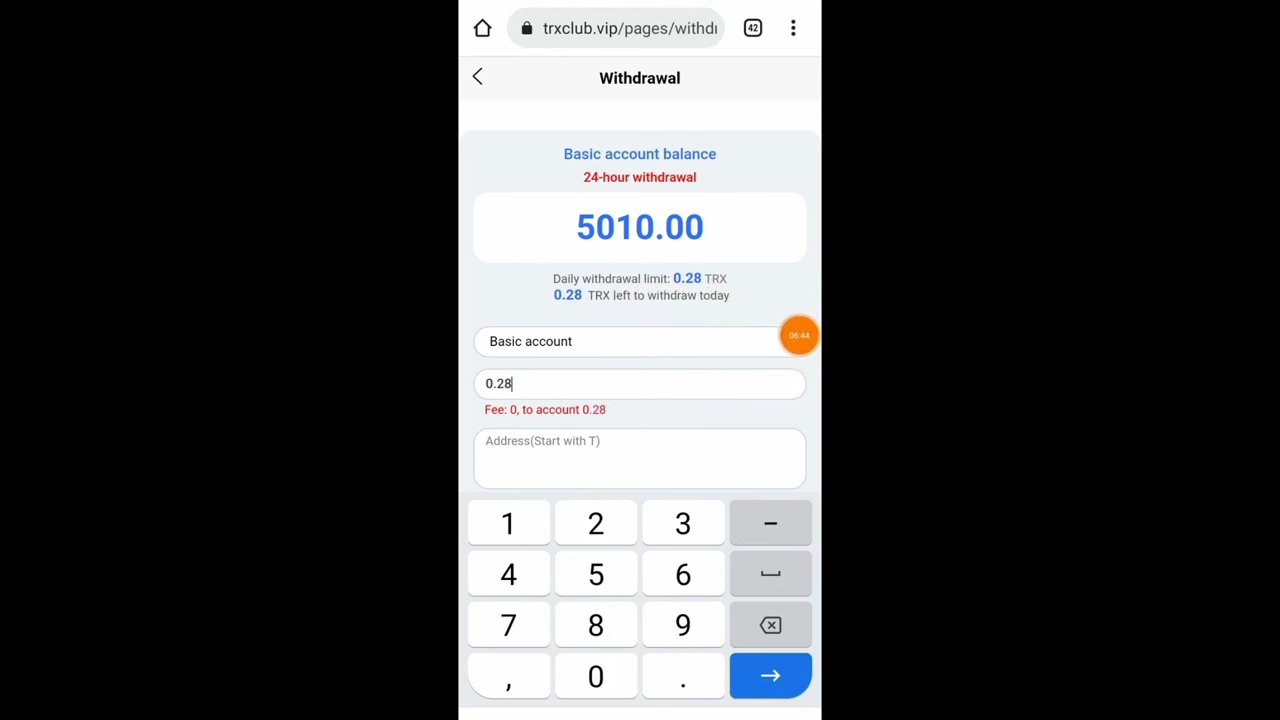 trxclub.vip/pages/withdr
42
Withdrawal
Basic account balance
24-hour withdrawal
5010.00
Daily withdrawal limit: 0.28 TRX
0.28 TRX left to withdraw today
Basic account
06:44
0.28
Fee: 0, to account 0.28
Address(Start with T)
1 2 3 –
4 5 6
7 8 9
, 0 .